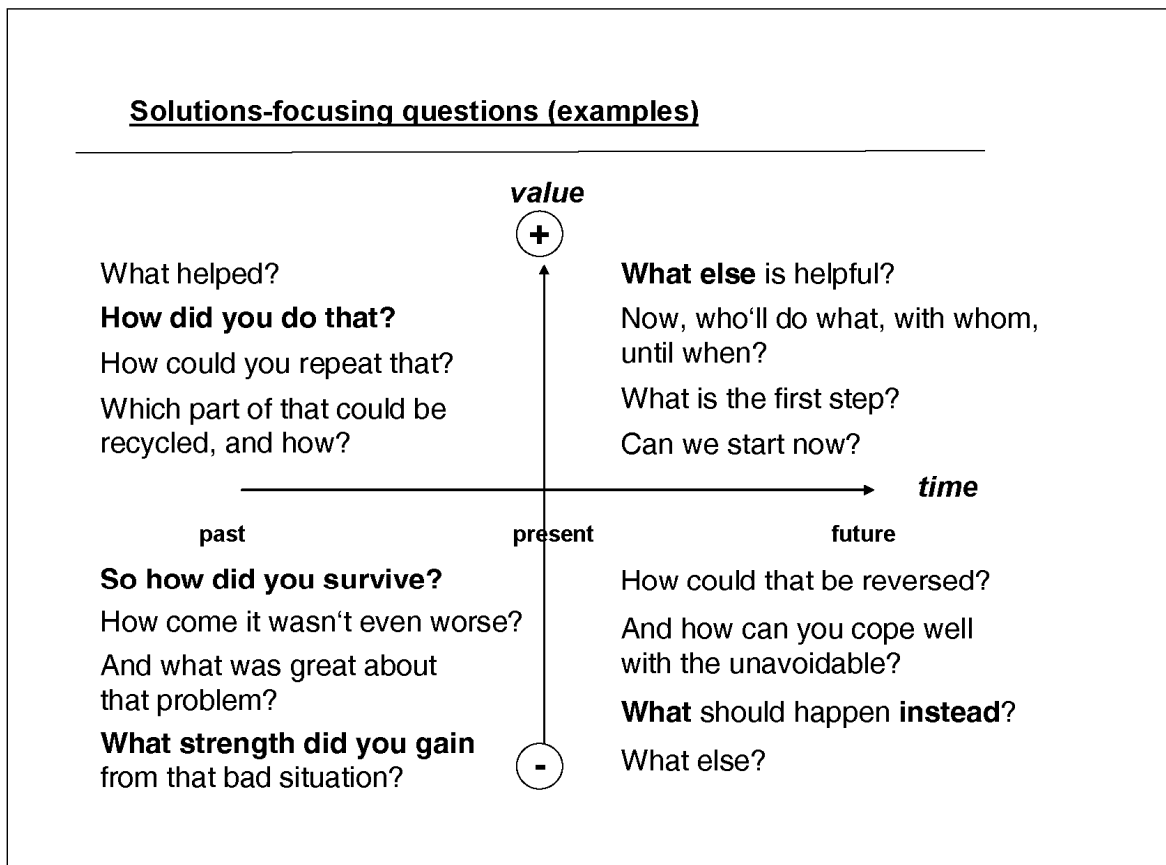 Solutions-focusing questions (examples)
value
+
What helped?
How did you do that?
How could you repeat that?
Which part of that could be
recycled, and how?
What else is helpful?
Now, who‘ll do what, with whom,
until when?
What is the first step?
Can we start now?
time
past
present
future
So how did you survive?
How come it wasn‘t even worse?
And what was great about
that problem?
What strength did you gain
from that bad situation?
How could that be reversed?
And how can you cope well
with the unavoidable?
What should happen instead?
What else?
-